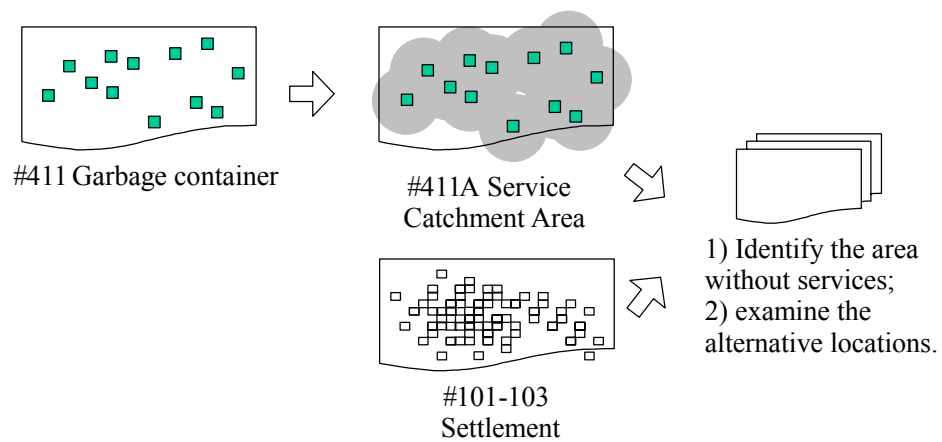 #411 Garbage container
#411A Service
Catchment Area
1) Identify the area
without services;
2) examine the
alternative locations.
#101-103
Settlement